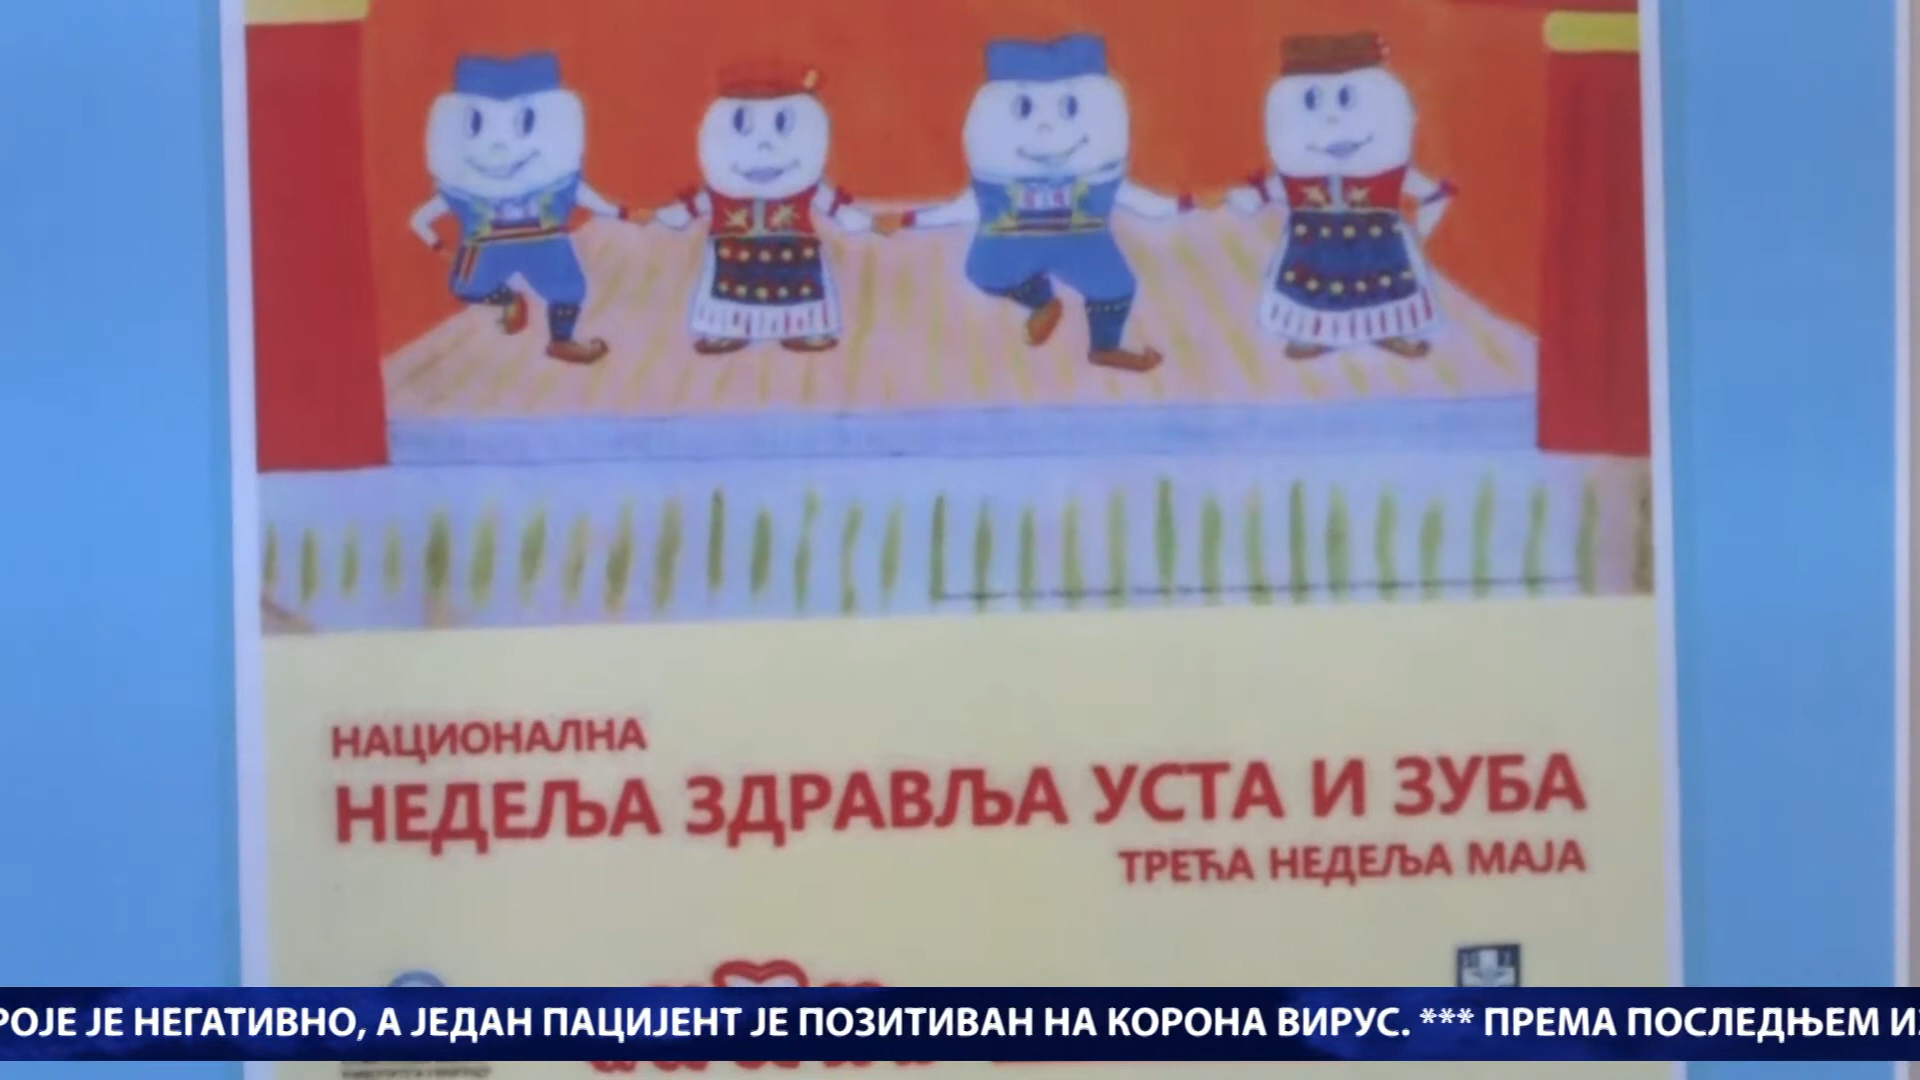 НАЦИОНАЛНА
НЕДЕЉА ЗДРАВЉА УСТА И ЗУБА
ТРЕЋА НЕДЕЉА МАЈА
РОЈЕ ЈЕ НЕГАТИВНО, А ЈЕДАН ПАЦИЈЕНТ ЈЕ ПОЗИТИВАН НА КОРОНА ВИРУС. *** ПРЕМА ПОСЛЕДЊЕМ